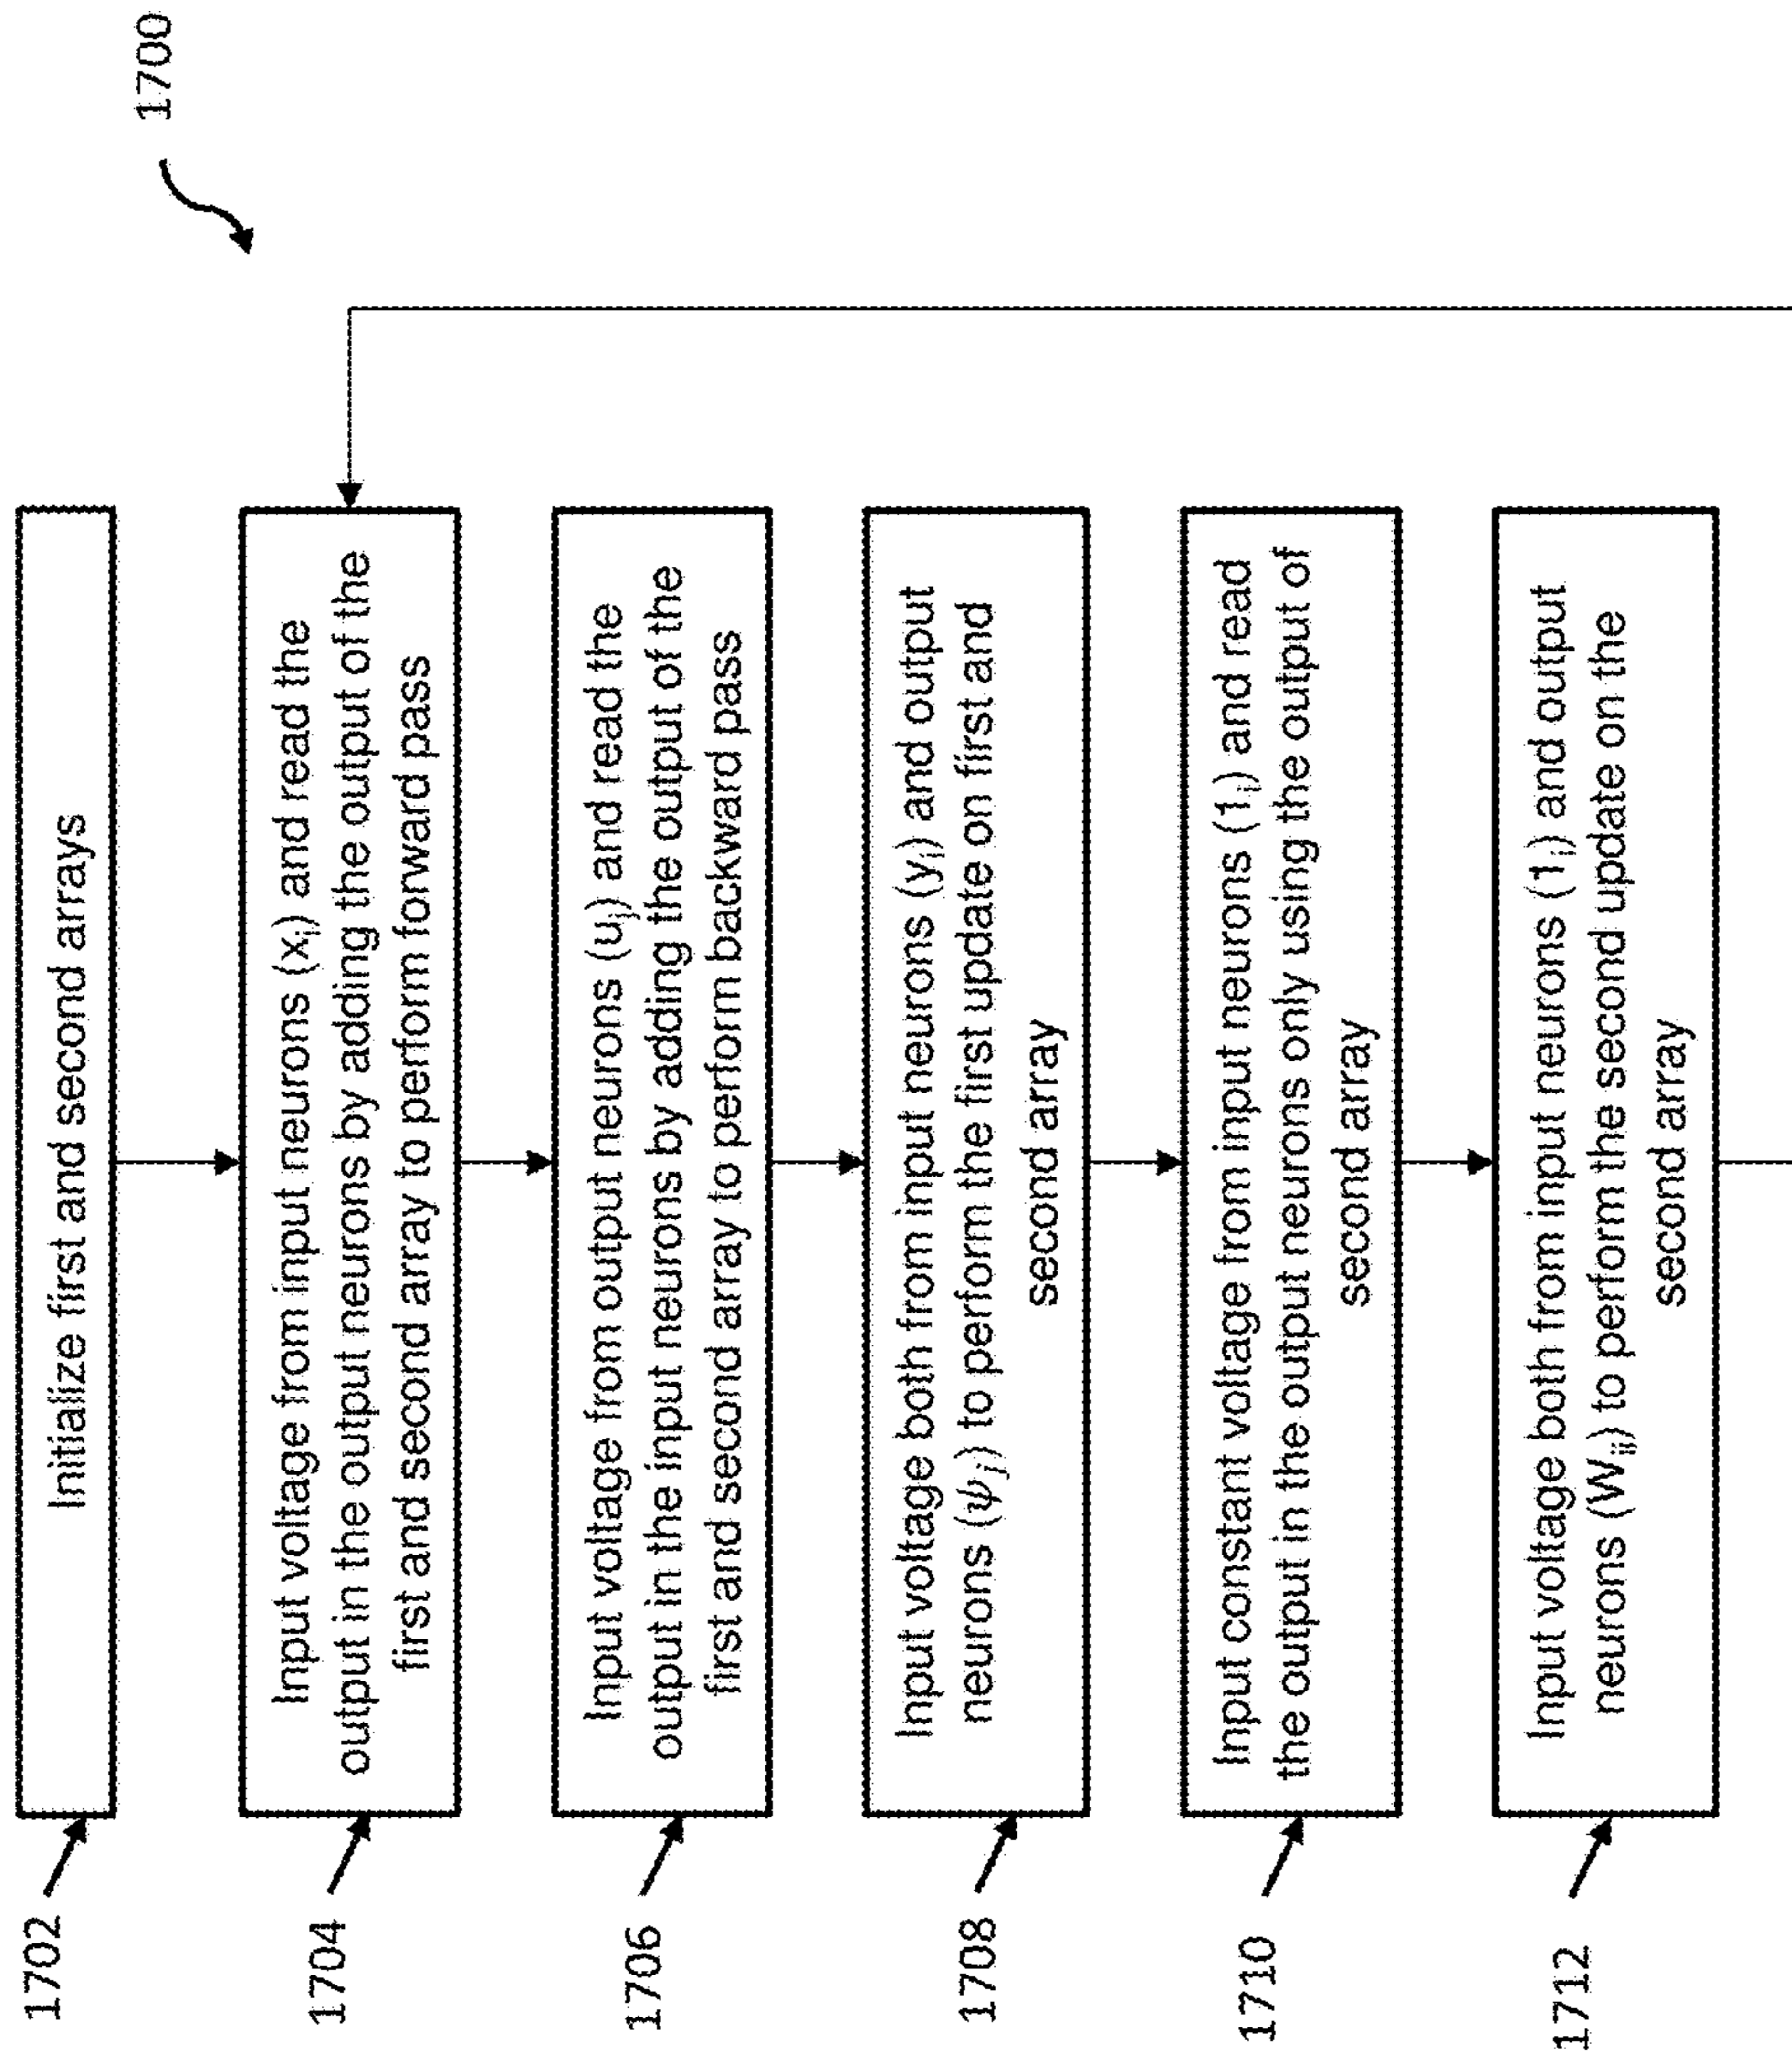 1700
1702
Initialize first and second arrays
1704
Input voltage from input neurons (xᵢ) and read the
output in the output neurons by adding the output of the
first and second array to perform forward pass
1706
Input voltage from output neurons (uⱼ) and read the
output in the input neurons by adding the output of the
first and second array to perform backward pass
1708
Input voltage both from input neurons (yᵢ) and output
neurons (ψⱼ) to perform the first update on first and
second array
1710
Input constant voltage from input neurons (1ᵢ) and read
the output in the output neurons only using the output of
second array
1712
Input voltage both from input neurons (1ᵢ) and output
neurons (Wᵢⱼ) to perform the second update on the
second array